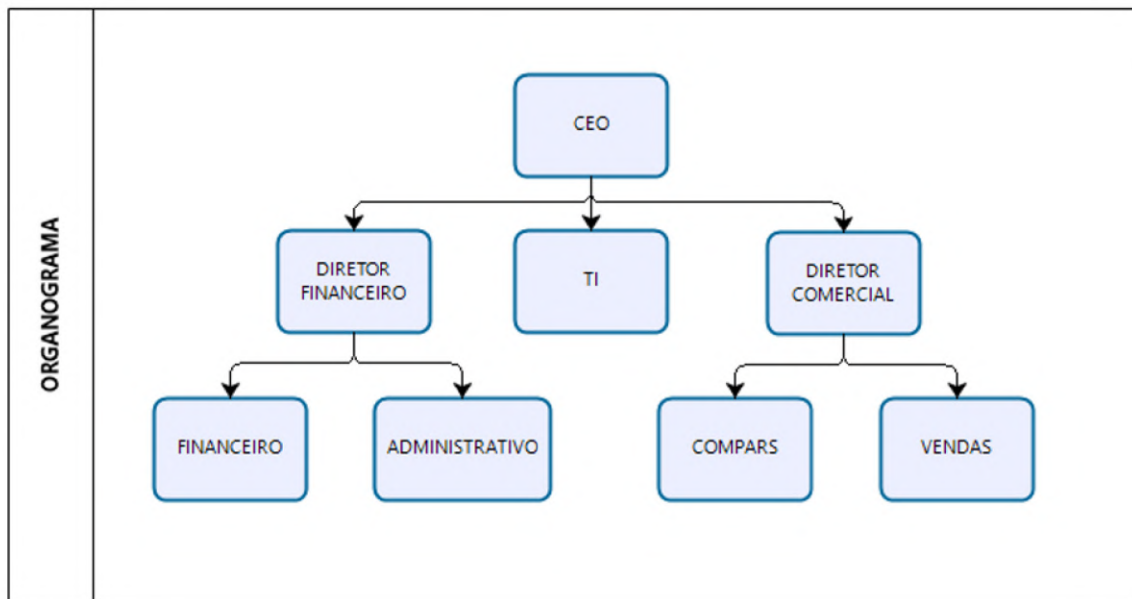 ORGANOGRAMA
CEO
DIRETOR
FINANCEIRO
TI
DIRETOR
COMERCIAL
FINANCEIRO
ADMINISTRATIVO
COMPARS
VENDAS